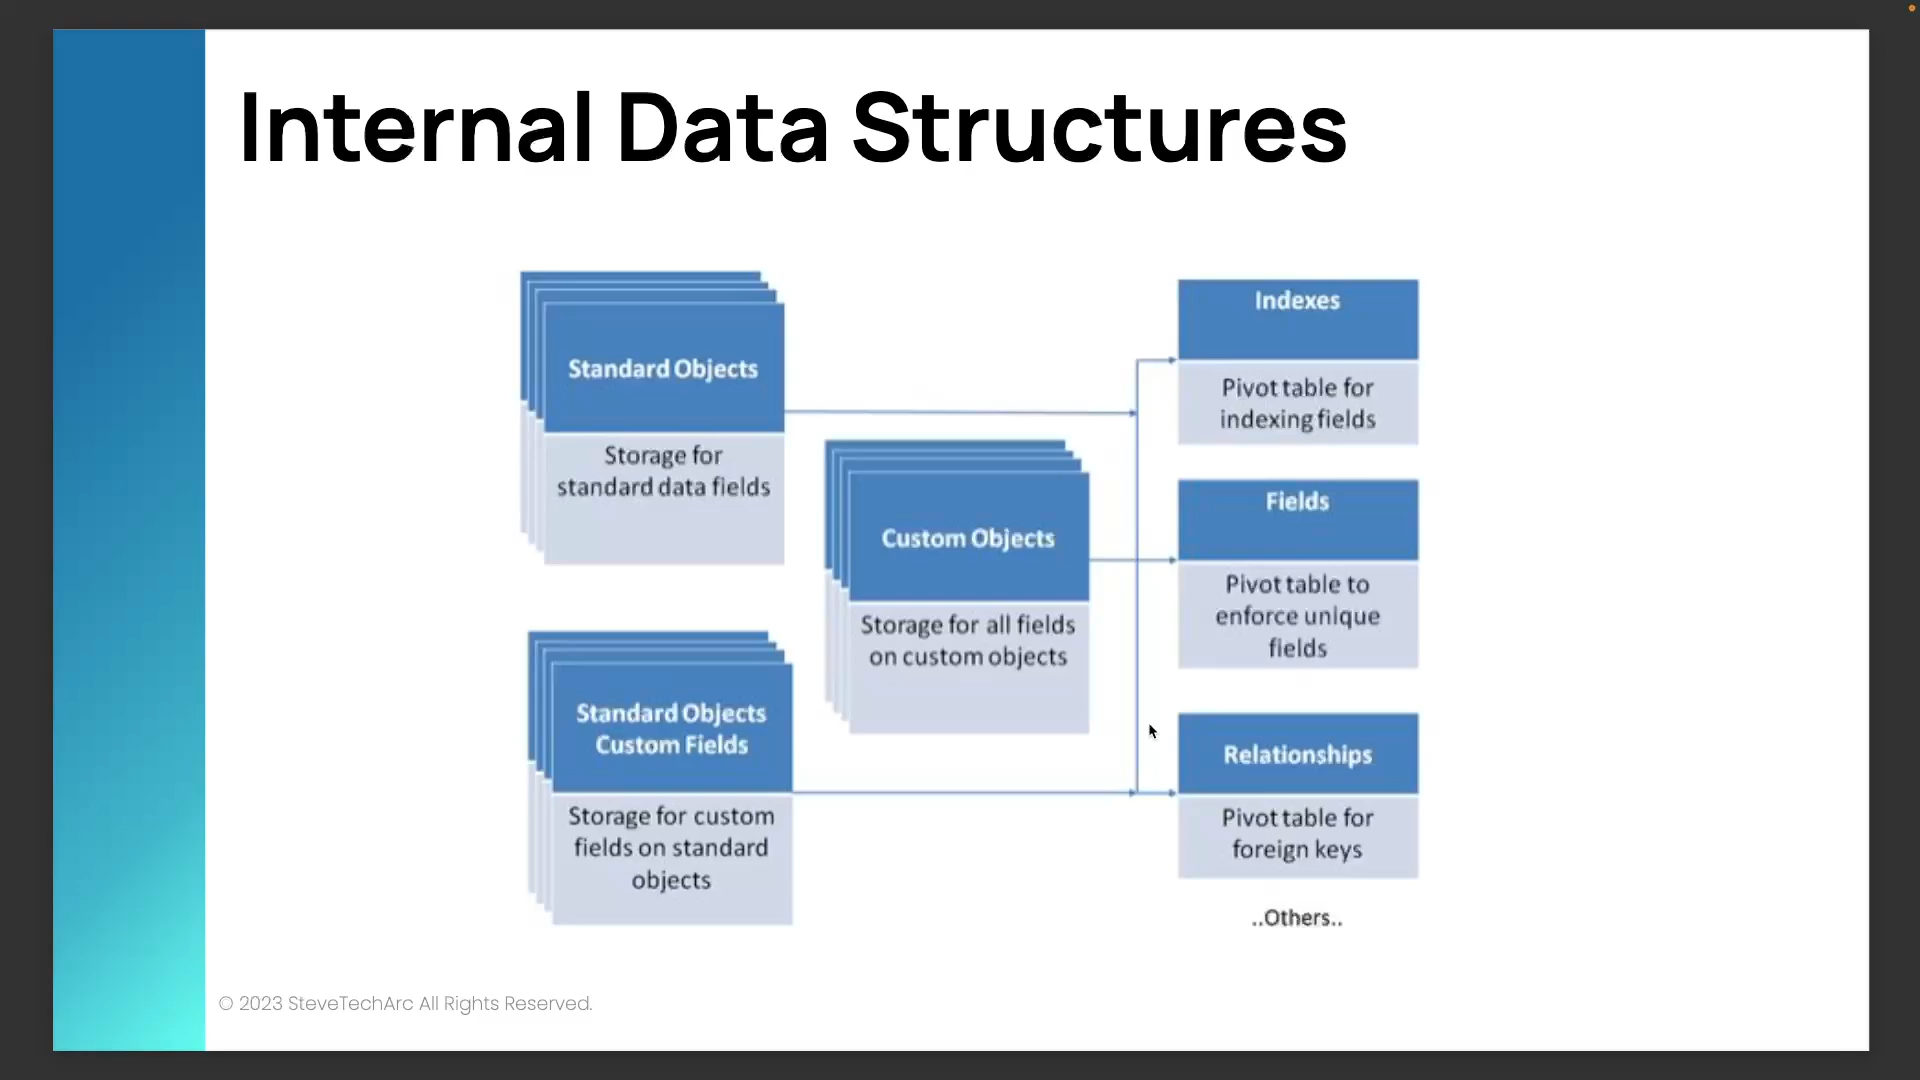 Internal Data Structures
Standard Objects
Storage for
standard data fields
Custom Objects
Storage for all fields
on custom objects
Standard Objects
Custom Fields
Storage for custom
fields on standard
objects
Indexes
Pivot table for
indexing fields
Fields
Pivot table to
enforce unique
fields
Relationships
Pivot table for
foreign keys
..Others..
© 2023 SteveTechArc All Rights Reserved.